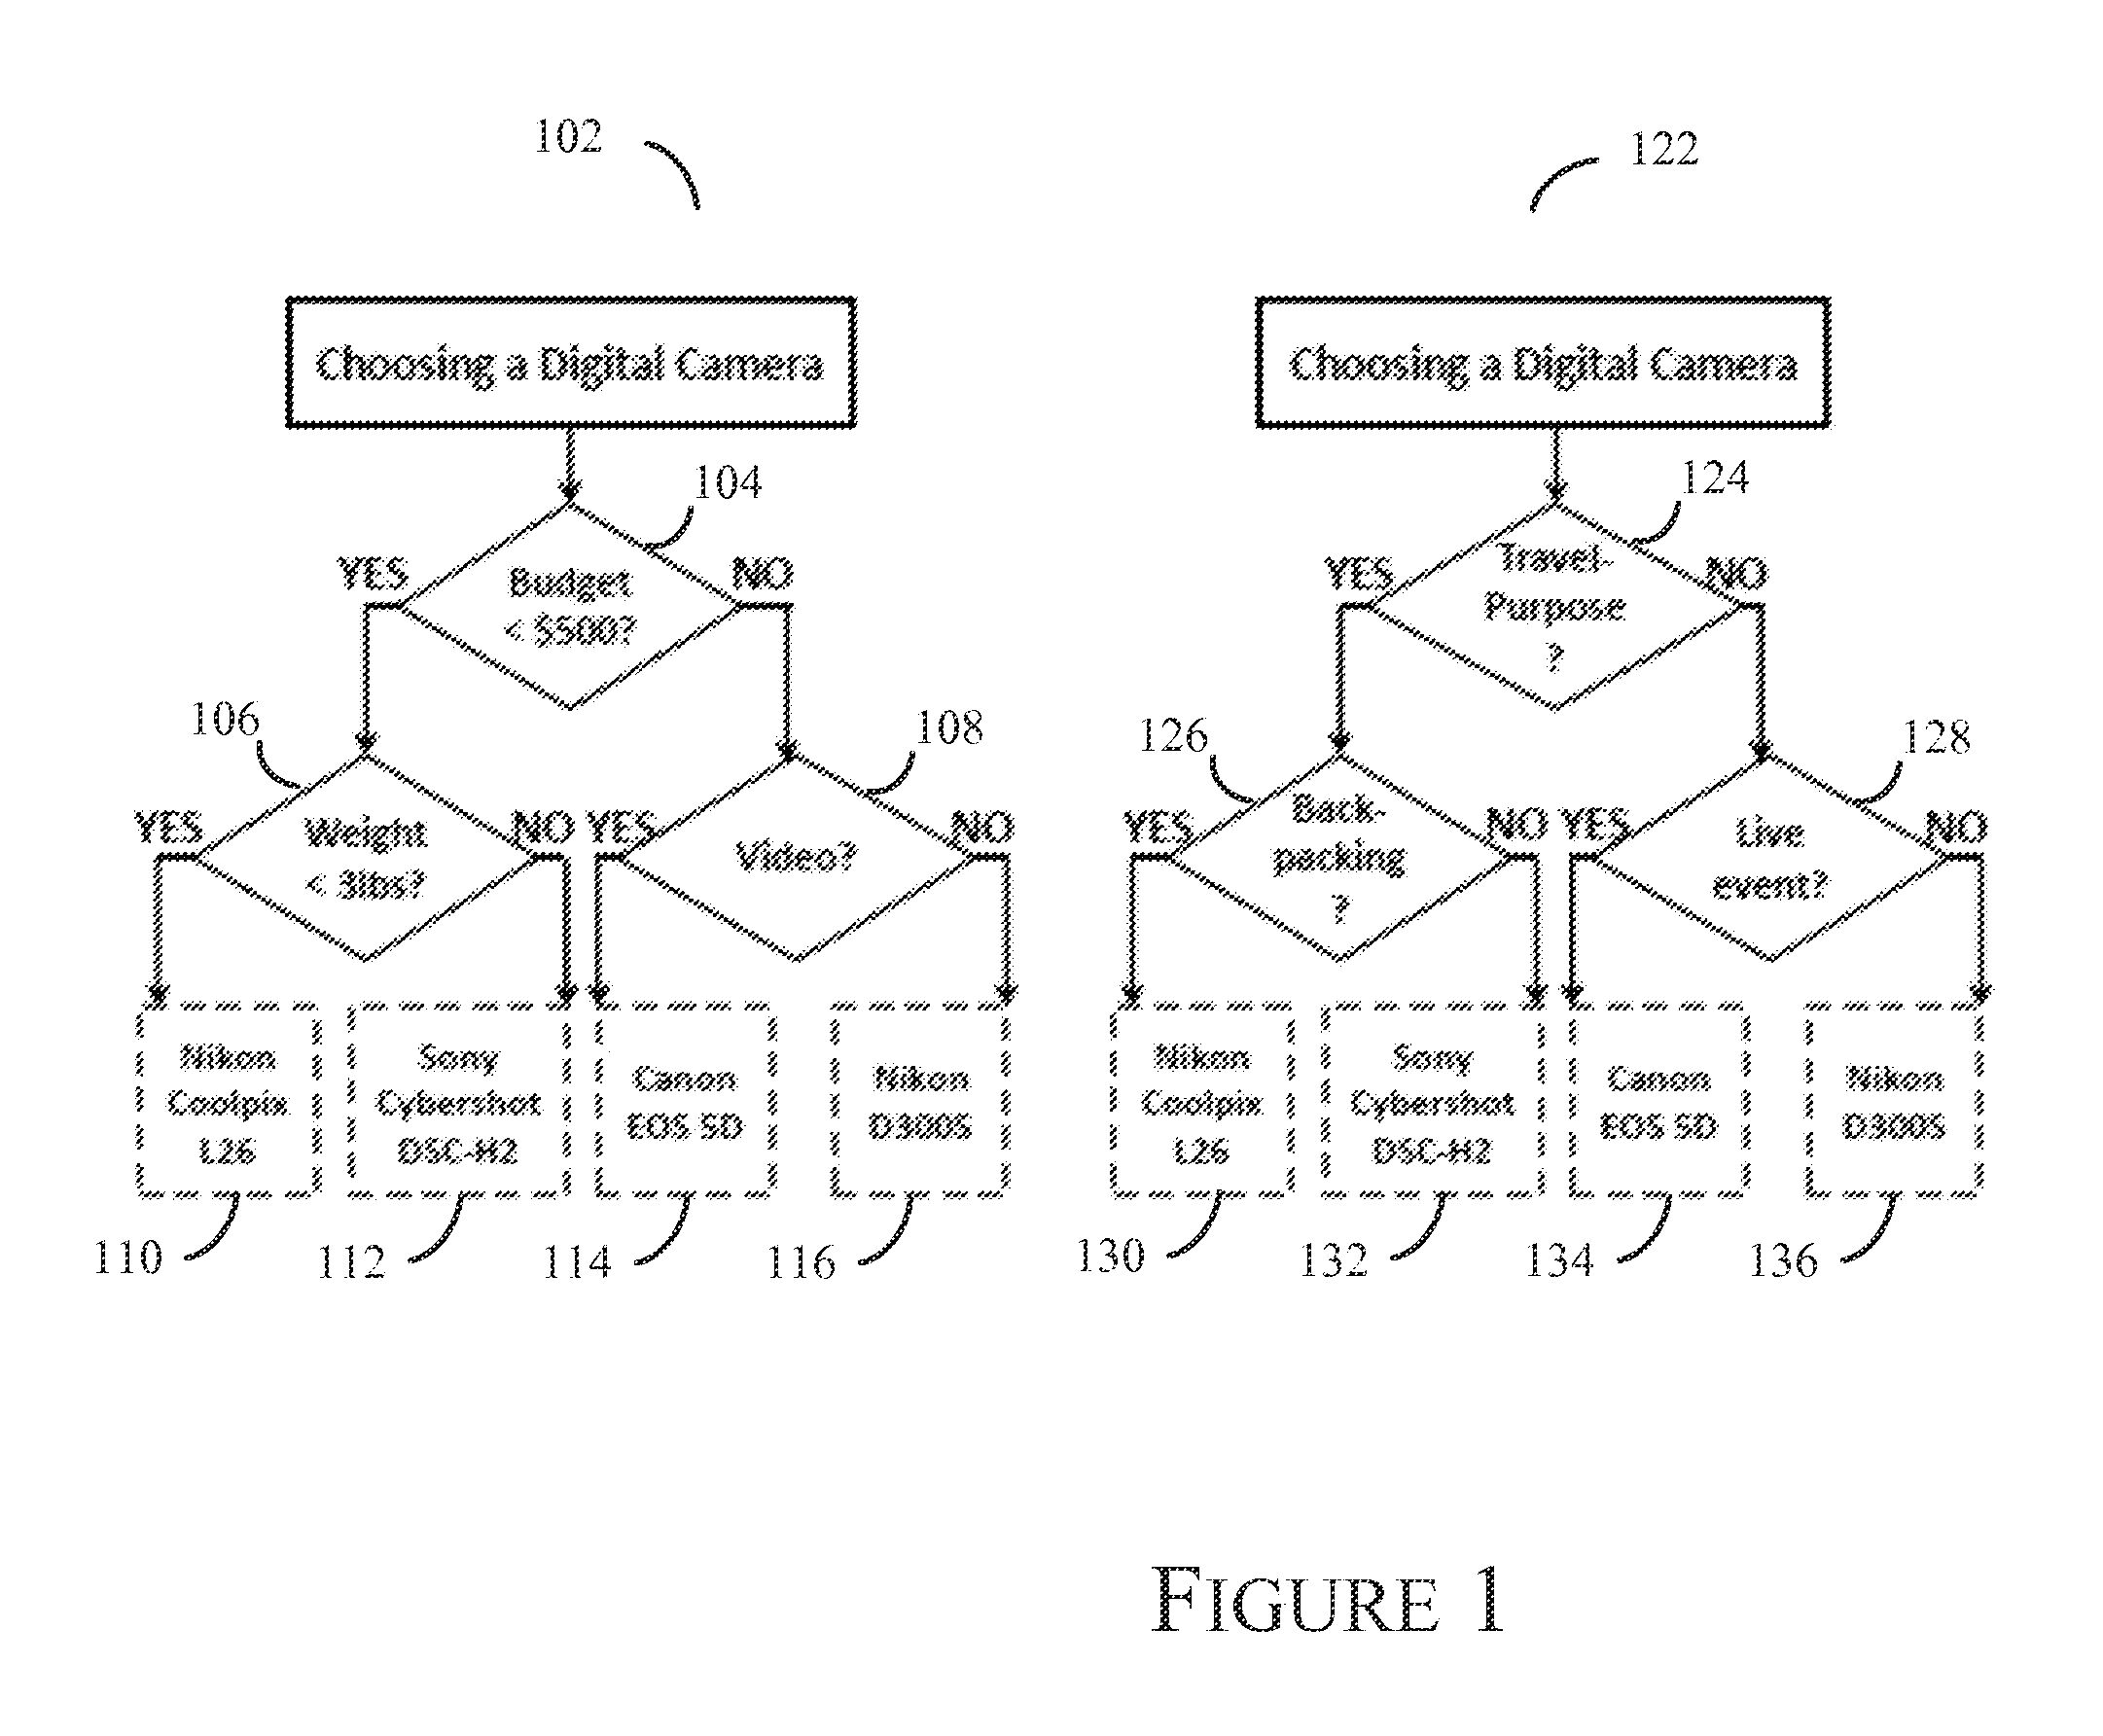 102
122
Choosing a Digital Camera
Choosing a Digital Camera
104
124
YES
NO
Budget
< $500?
YES
NO
Travel-
Purpose
?
106
108
126
128
YES
NO
Weight
< 3lbs?
YES
NO
Video?
YES
NO
Back-
packing
?
YES
NO
Live
event?
Nikon
Coolpix
L26
Sony
Cybershot
DSC-H2
Canon
EOS 5D
Nikon
D300S
Nikon
Coolpix
L26
Sony
Cybershot
DSC-H2
Canon
EOS 5D
Nikon
D300S
110
112
114
116
130
132
134
136
FIGURE 1